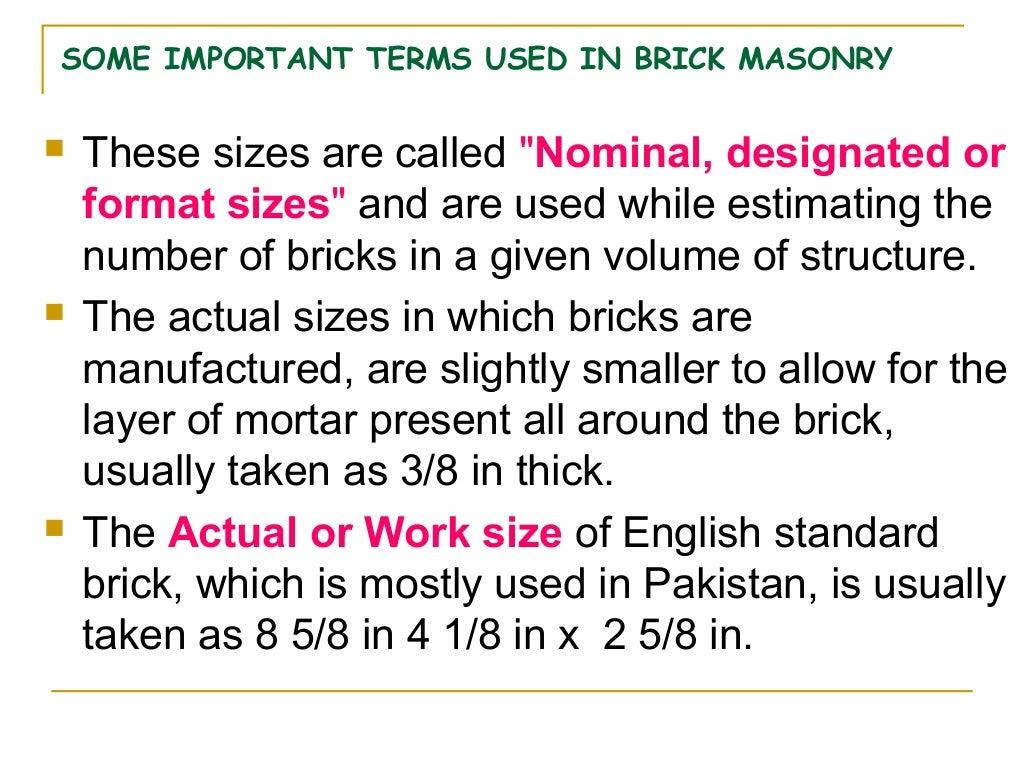 SOME IMPORTANT TERMS USED IN BRICK MASONRY
These sizes are called "Nominal, designated or
format sizes" and are used while estimating the
number of bricks in a given volume of structure.
The actual sizes in which bricks are
manufactured, are slightly smaller to allow for the
layer of mortar present all around the brick,
usually taken as 3/8 in thick.
The Actual or Work size of English standard
brick, which is mostly used in Pakistan, is usually
taken as 8 5/8 in 4 1/8 in x  2 5/8 in.